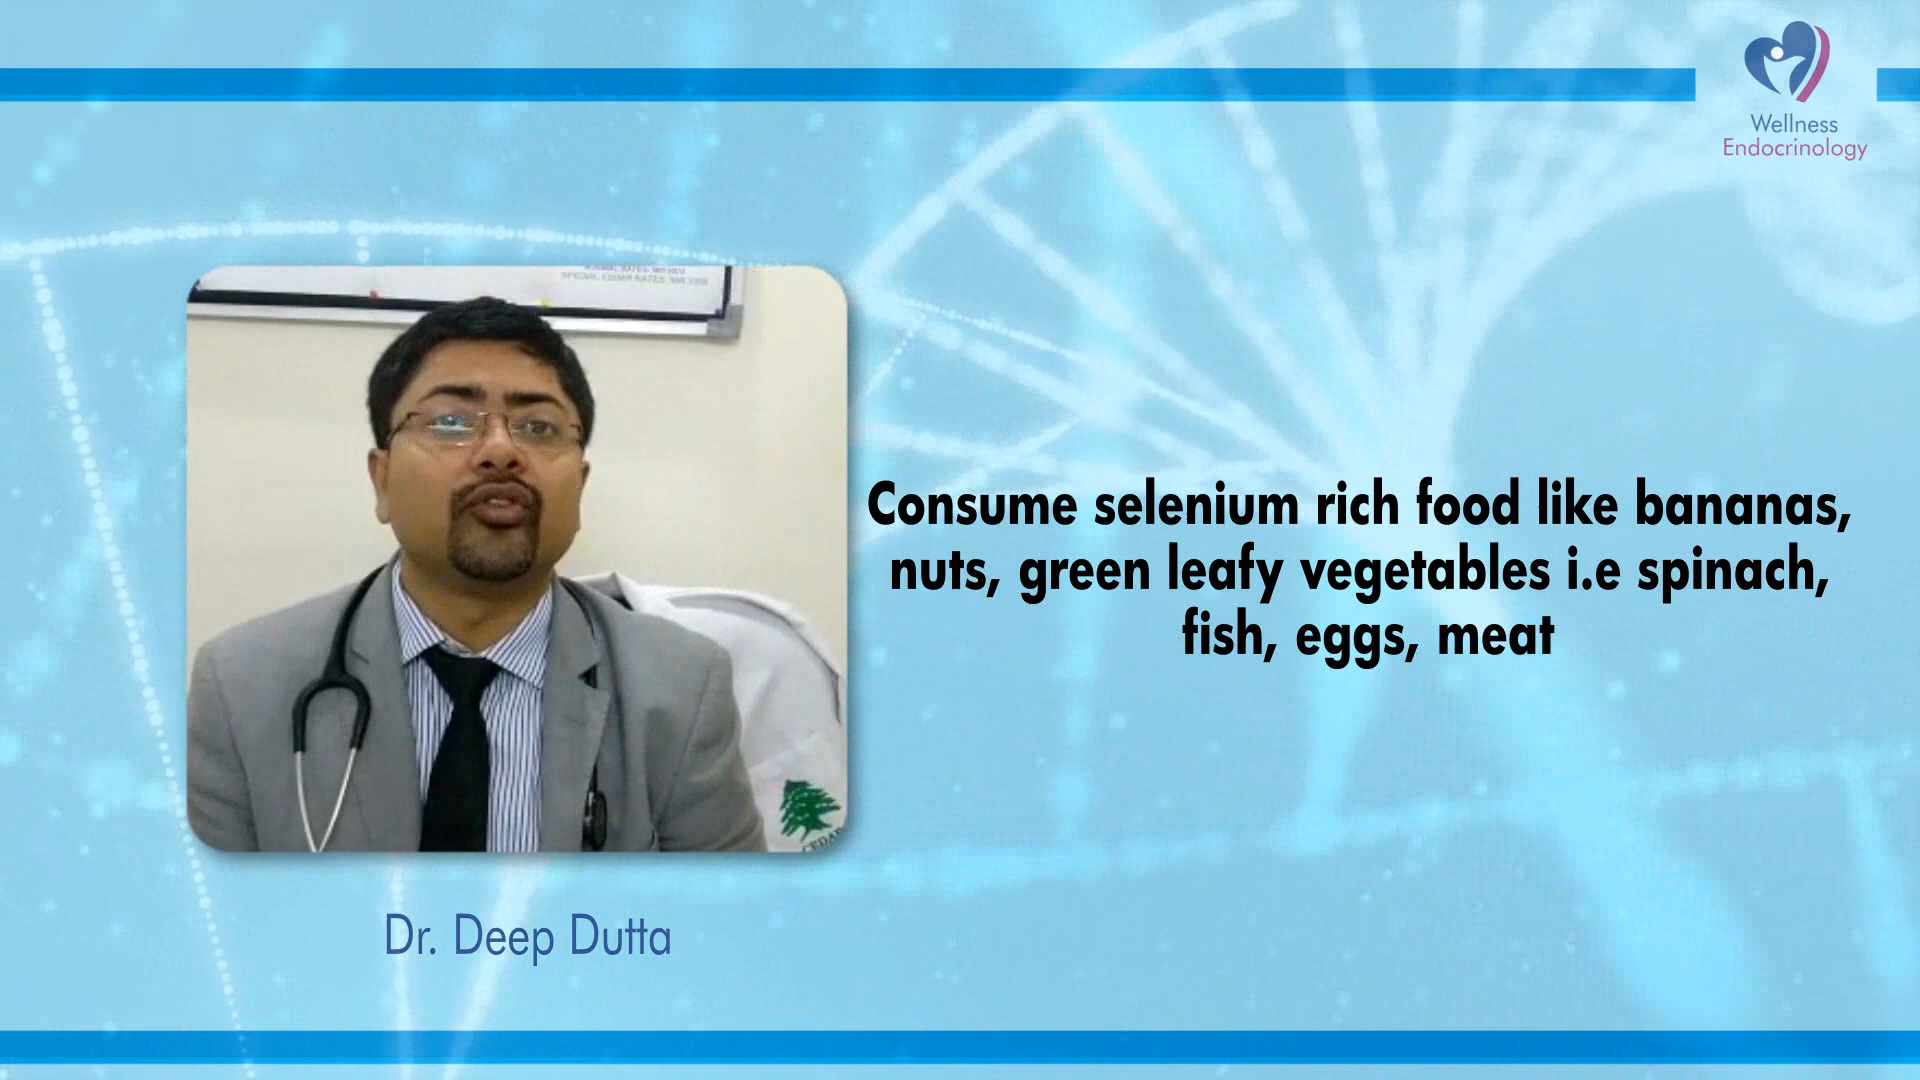 Wellness
Endocrinology
SPECIAL
Consume selenium rich food like bananas,
nuts, green leafy vegetables i.e spinach,
fish, eggs, meat
Dr. Deep Dutta